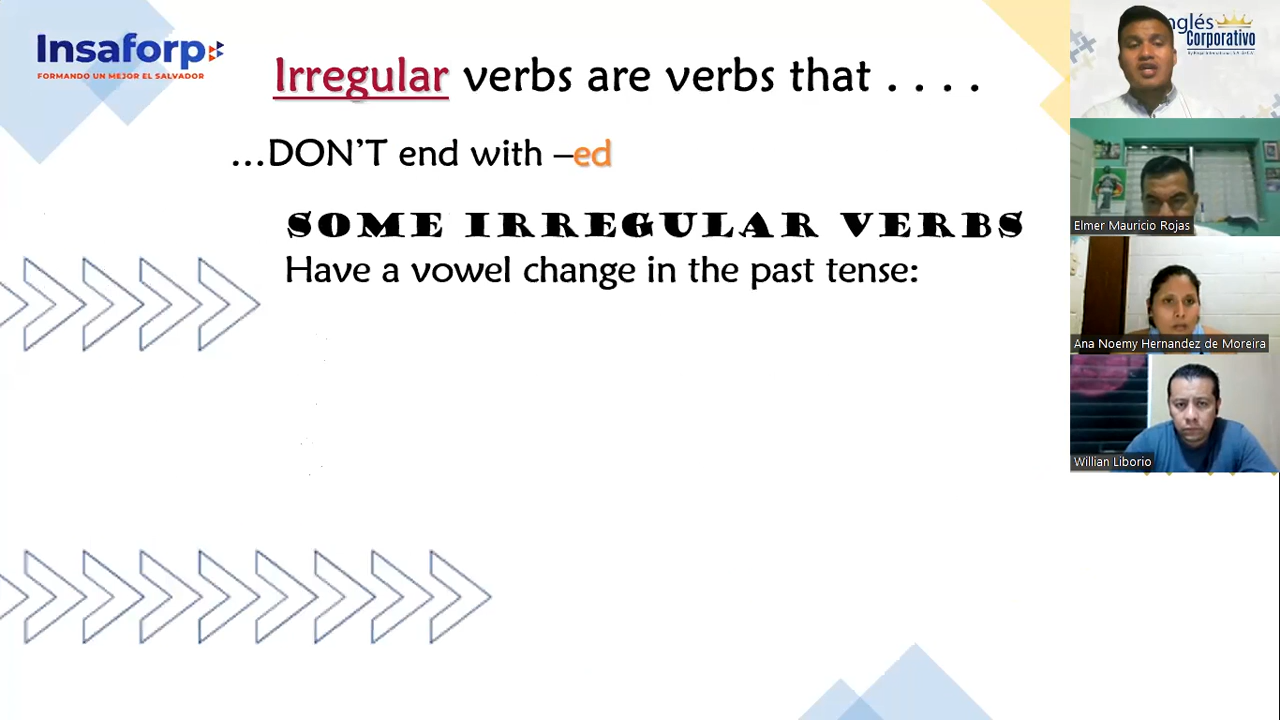 Insaforp
FORMANDO UN MEJOR EL SALVADOR
Irregular verbs are verbs that . . . .
...DON'T end with –ed
SOME IRREGULAR VERBS
Have a vowel change in the past tense:
nglés
Corporativo
Elmer Mauricio Rojas
Ana Noemy Hernandez de Moreira
Willian Liborio